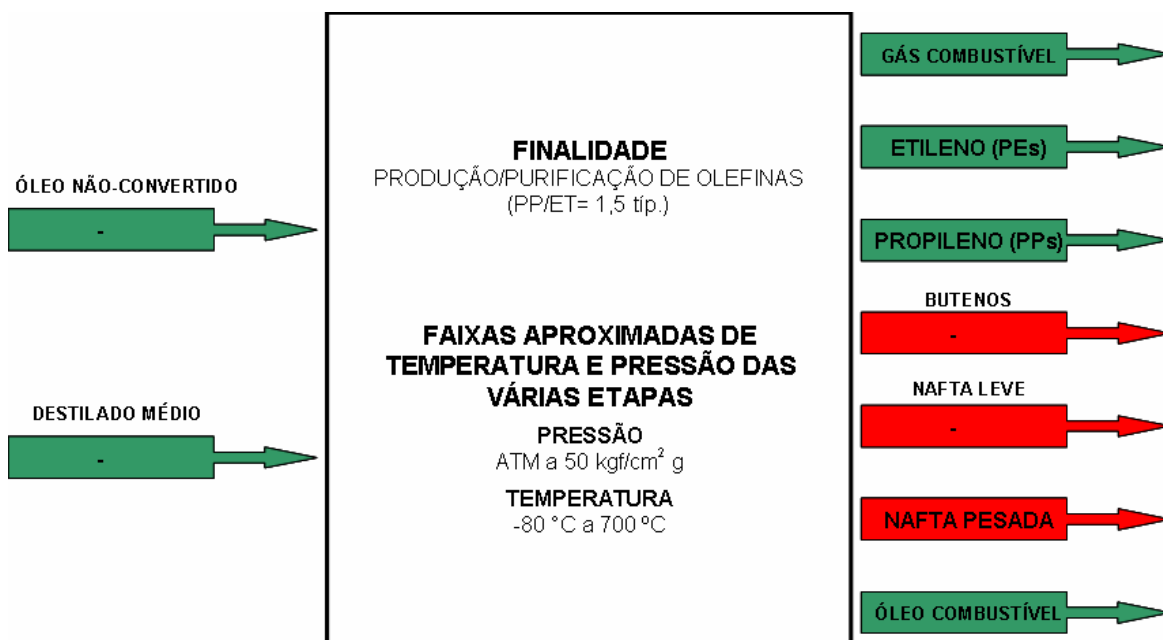 ÓLEO NÃO-CONVERTIDO
-
DESTILADO MÉDIO
-
FINALIDADE
PRODUÇÃO/PURIFICAÇÃO DE OLEFINAS
(PP/ET= 1,5 típ.)
FAIXAS APROXIMADAS DE
TEMPERATURA E PRESSÃO DAS
VÁRIAS ETAPAS
PRESSÃO
ATM a 50 kgf/cm² g
TEMPERATURA
-80 °C a 700 ºC
GÁS COMBUSTÍVEL
ETILENO (PEs)
PROPILENO (PPs)
BUTENOS
-
NAFTA LEVE
-
NAFTA PESADA
ÓLEO COMBUSTÍVEL